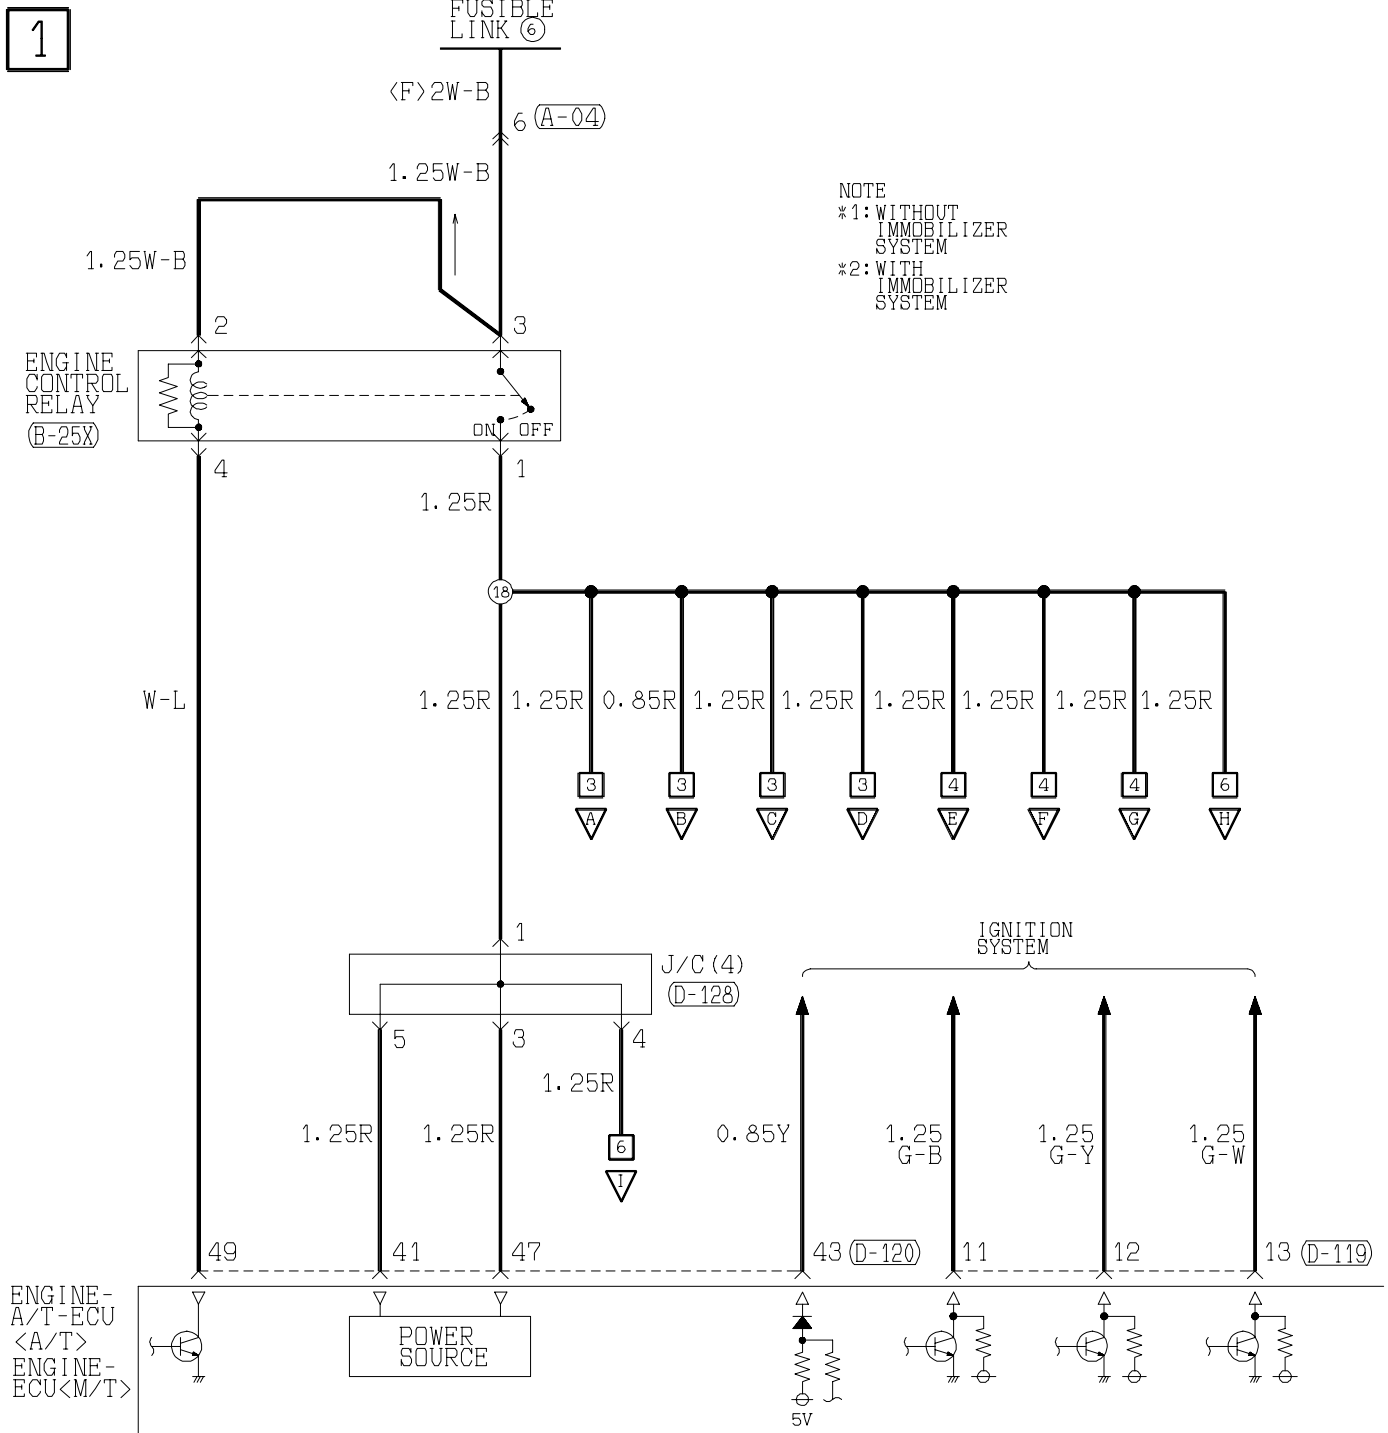 1
FUSIBLE
LINK 6
<F>2W-B
6 A-04
1.25W-B
NOTE
*1:WITHOUT
IMMOBILIZER
SYSTEM
*2:WITH
IMMOBILIZER
SYSTEM
1.25W-B
2 3
ENGINE
CONTROL
RELAY
B-25X
ON OFF
4 1
1.25R
18
W-L 1.25R 1.25R 0.85R 1.25R 1.25R 1.25R 1.25R 1.25R 1.25R
3 3 3 3 4 4 4 6
A B C D E F G H
1
J/C(4)
D-128
IGNITION
SYSTEM
5 3 4
1.25R
1.25R 1.25R 0.85Y
1.25
G-B
1.25
G-Y
1.25
G-W
6
I
49 41 47 43 D-120 11 12 13 D-119
ENGINE-
A/T-ECU
<A/T>
ENGINE-
ECU<M/T>
POWER
SOURCE
5V